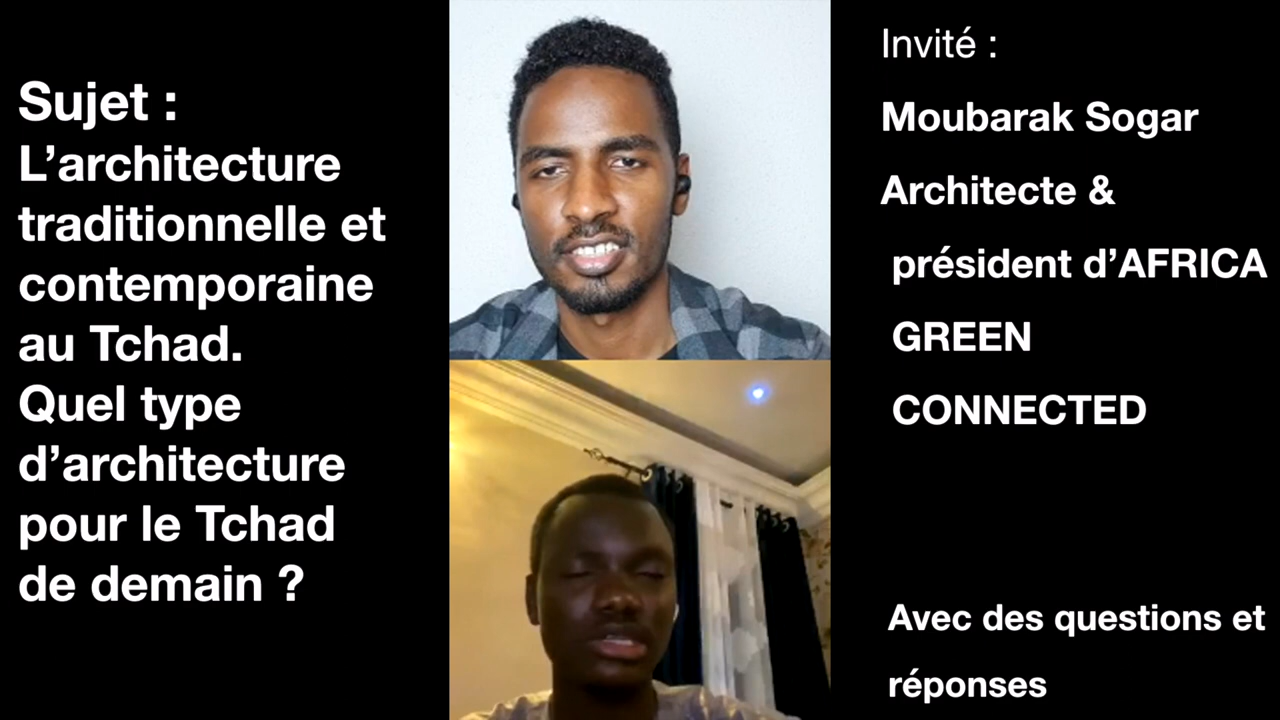 Sujet :
L’architecture
traditionnelle et
contemporaine
au Tchad.
Quel type
d’architecture
pour le Tchad
de demain ?
Invité :
Moubarak Sogar
Architecte &
président d’AFRICA
GREEN
CONNECTED
Avec des questions et
réponses